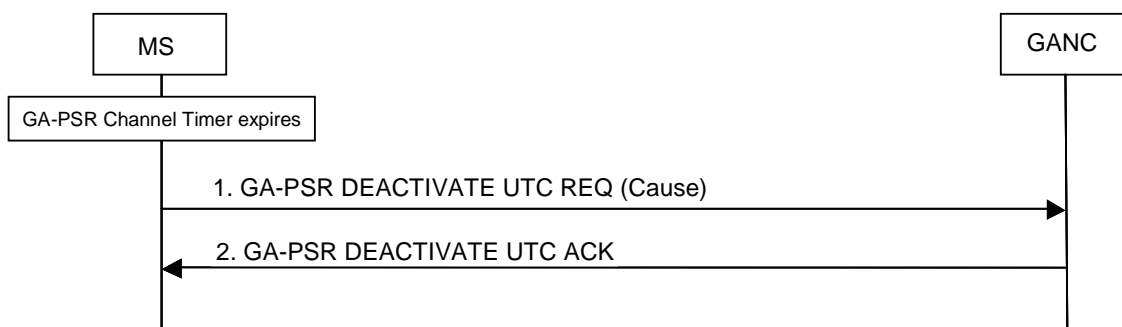 MS
GANC
GA-PSR Channel Timer expires
1. GA-PSR DEACTIVATE UTC REQ (Cause)
2. GA-PSR DEACTIVATE UTC ACK